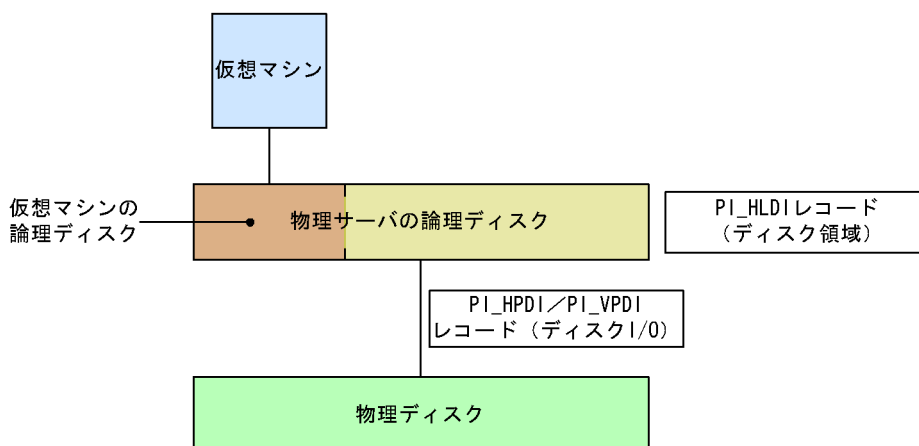 仮想マシン
仮想マシンの
論理ディスク
物理サーバの論理ディスク
PI_HLDIレコード
（ディスク領域）
PI_HPDI／PI_VPDI
レコード（ディスクI/O）
物理ディスク